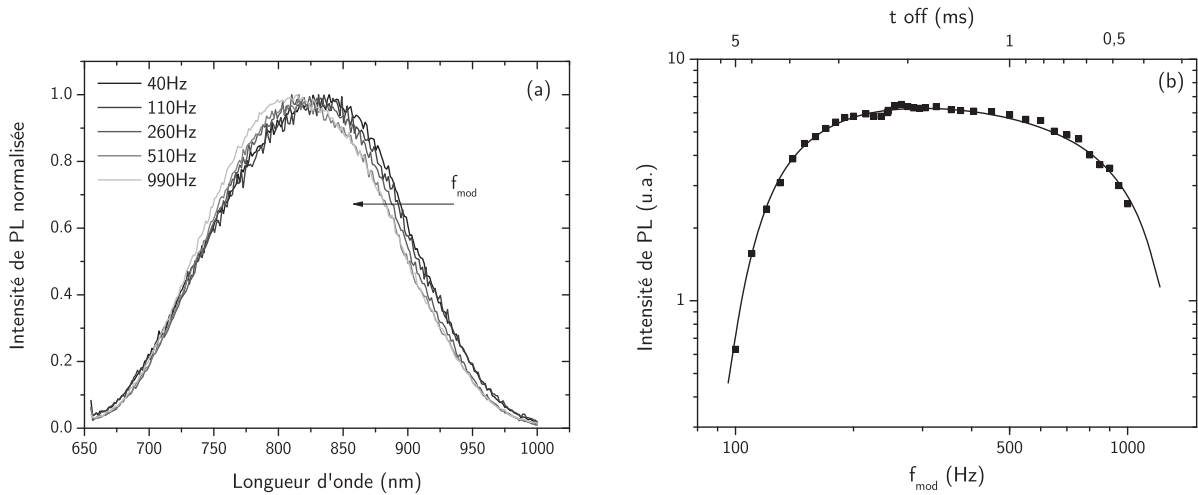 (a)
40Hz
110Hz
260Hz
510Hz
990Hz
f mod
Intensité de PL normalisée
1.0
0.8
0.6
0.4
0.2
0.0
650 700 750 800 850 900 950 1000
Longueur d'onde (nm)
t off (ms)
5 1 0,5
(b)
Intensité de PL (u.a.)
10
1
100 500 1000
f mod (Hz)